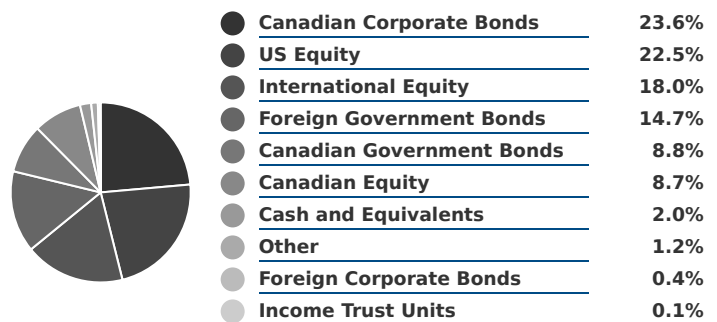 Canadian Corporate Bonds 23.6%
US Equity 22.5%
International Equity 18.0%
Foreign Government Bonds 14.7%
Canadian Government Bonds 8.8%
Canadian Equity 8.7%
Cash and Equivalents 2.0%
Other 1.2%
Foreign Corporate Bonds 0.4%
Income Trust Units 0.1%